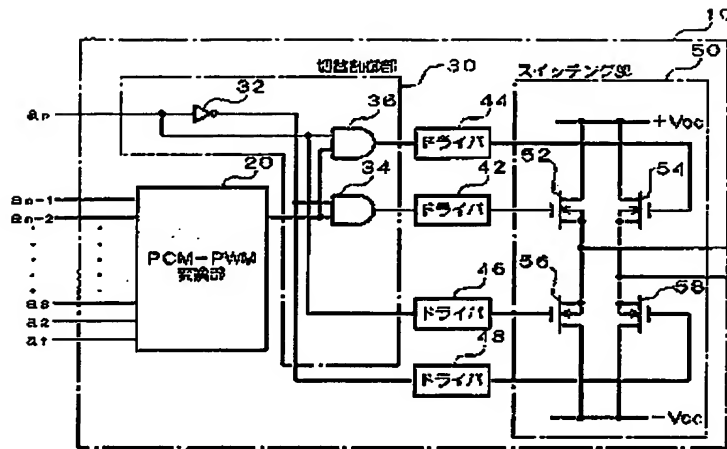 10
50
切替制御部
30
スイッチング部
an
32
36
44
ドライバ
+Vcc
20
34
42
ドライバ
52
54
an-1
an-2
PCM-PWM
変換部
46
ドライバ
56
58
a3
a2
a1
48
ドライバ
-Vcc